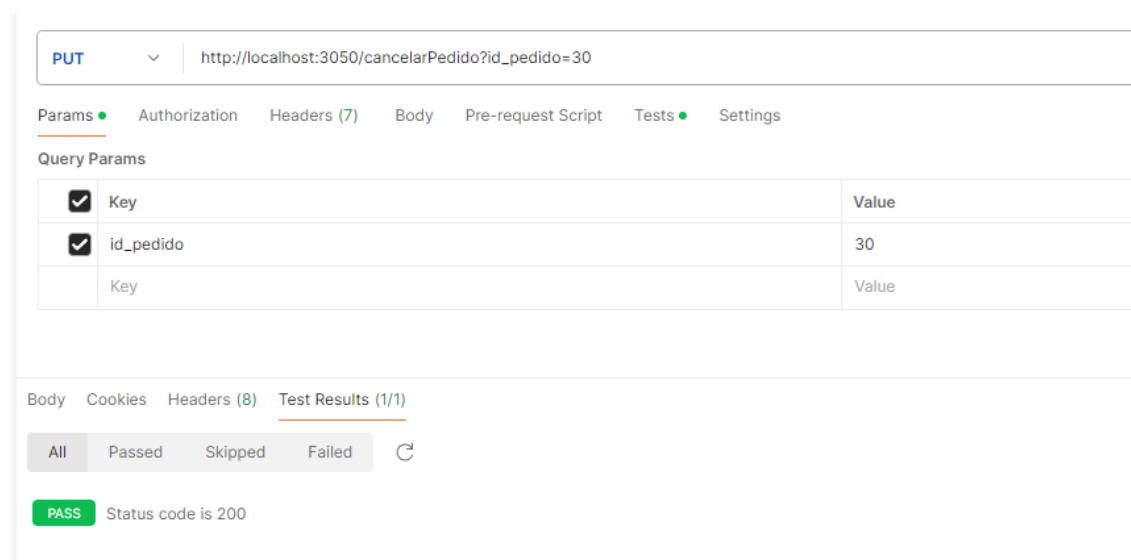 PUT http://localhost:3050/cancelarPedido?id_pedido=30
Params Authorization Headers (7) Body Pre-request Script Tests Settings
Query Params
Key Value
id_pedido 30
Key Value
Body Cookies Headers (8) Test Results (1/1)
All Passed Skipped Failed
PASS Status code is 200